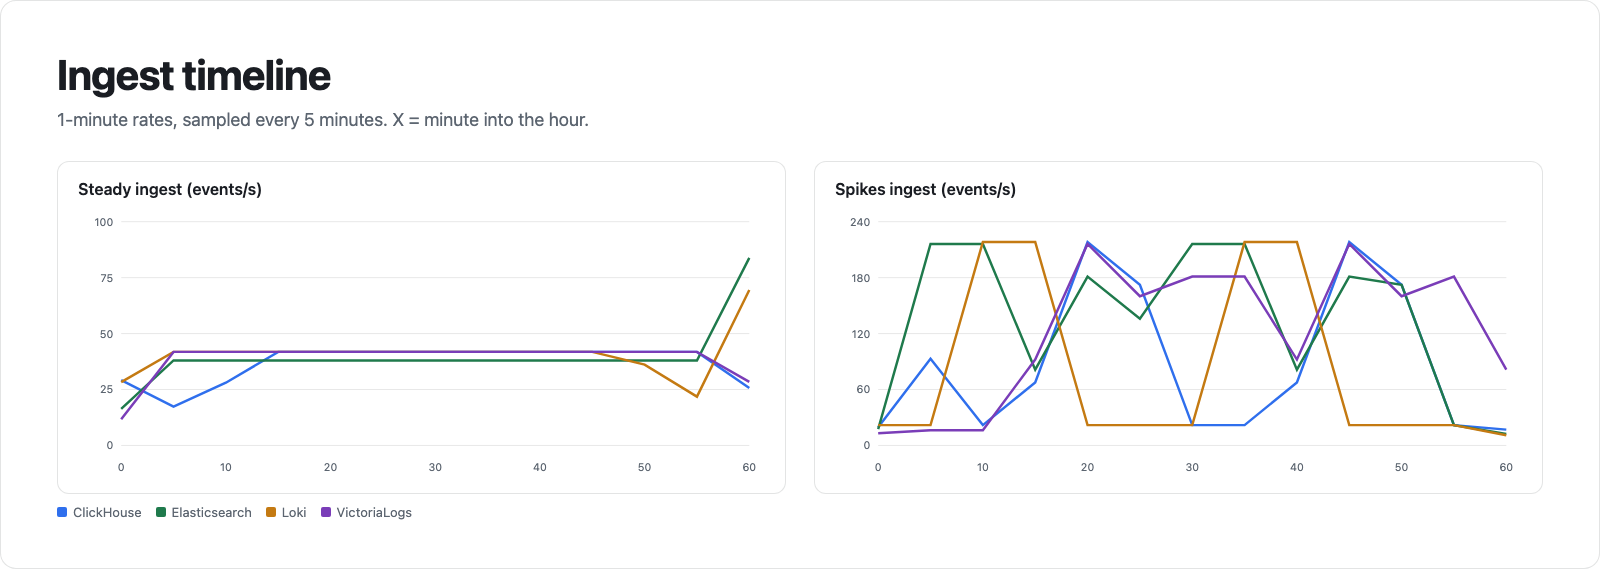 Ingest timeline
1-minute rates, sampled every 5 minutes. X = minute into the hour.
Steady ingest (events/s)
100
75
50
25
0
0 10 20 30 40 50 60
Spikes ingest (events/s)
240
180
120
60
0
0 10 20 30 40 50 60
ClickHouse Elasticsearch Loki VictoriaLogs